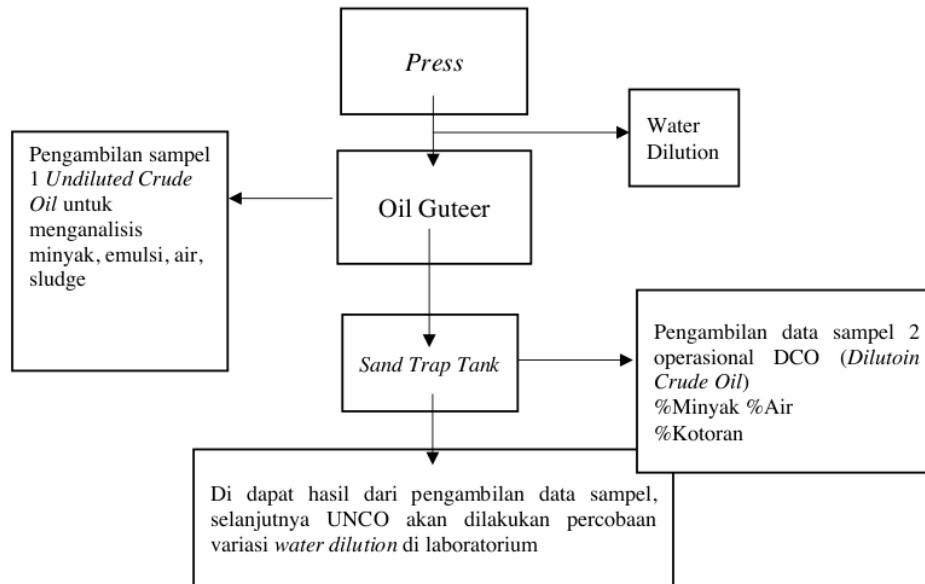 Press
Water
Dilution
Pengambilan sampel
1 Undiluted Crude
Oil untuk
menganalisis
minyak, emulsi, air,
sludge
Oil Guteer
Sand Trap Tank
Pengambilan data sampel 2
operasional DCO (Dilutoin
Crude Oil)
%Minyak %Air
%Kotoran
Di dapat hasil dari pengambilan data sampel,
selanjutnya UNCO akan dilakukan percobaan
variasi water dilution di laboratorium